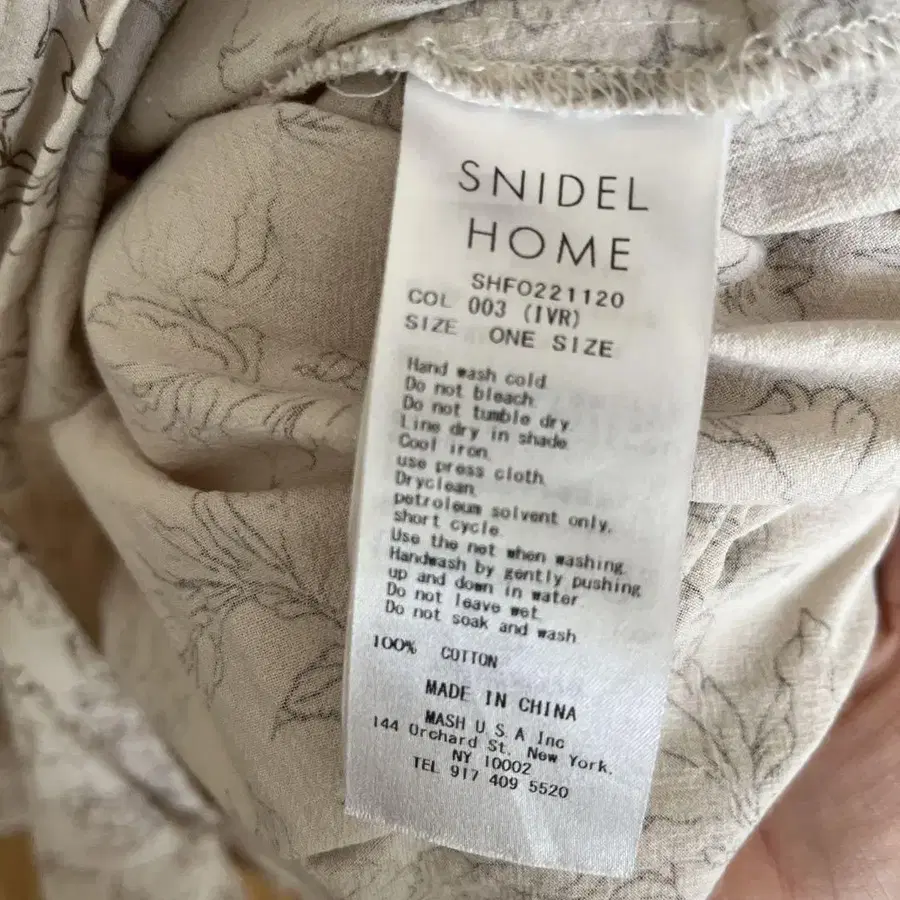 SNIDEL
HOME
SHFO221120
COL 003 (IVR)
SIZE ONE SIZE
Hand wash cold.
Do not bleach.
Do not tumble dry.
Line dry in shade.
Cool iron.
use press cloth.
Dryclean.
petroleum solvent only,
short cycle.
Use the net when washing.
Handwash by gently pushing
up and down in water.
Do not leave wet.
Do not soak and wash
100% COTTON
MADE IN CHINA
MASH U S A Inc
144 Orchard St. New York.
NY 10002
TEL 917 409 5520